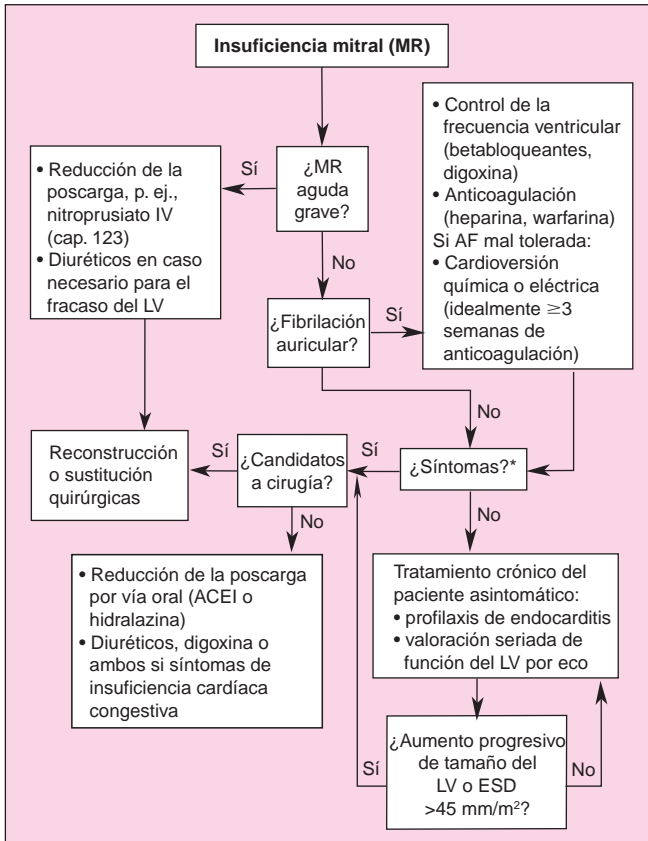 Insuficiencia mitral (MR)
• Reducción de la
poscarga, p. ej.,
nitroprusiato IV
(cap. 123)
• Diuréticos en caso
necesario para el
fracaso del LV
Sí
¿MR
aguda
grave?
• Control de la
frecuencia ventricular
(betabloqueantes,
digoxina)
• Anticoagulación
(heparina, warfarina)
Si AF mal tolerada:
• Cardioversión
química o eléctrica
(idealmente ≥3
semanas de
anticoagulación)
No
¿Fibrilación
auricular?
Sí
No
Reconstrucción
o sustitución
quirúrgicas
Sí
¿Candidatos
a cirugía?
Sí
¿Síntomas?*
No
No
• Reducción de la poscarga
por vía oral (ACEI o
hidralazina)
• Diuréticos, digoxina o
ambos si síntomas de
insuficiencia cardíaca
congestiva
Tratamiento crónico del
paciente asintomático:
• profilaxis de endocarditis
• valoración seriada de
función del LV por eco
Sí
¿Aumento progresivo
de tamaño del
LV o ESD
>45 mm/m²?
No